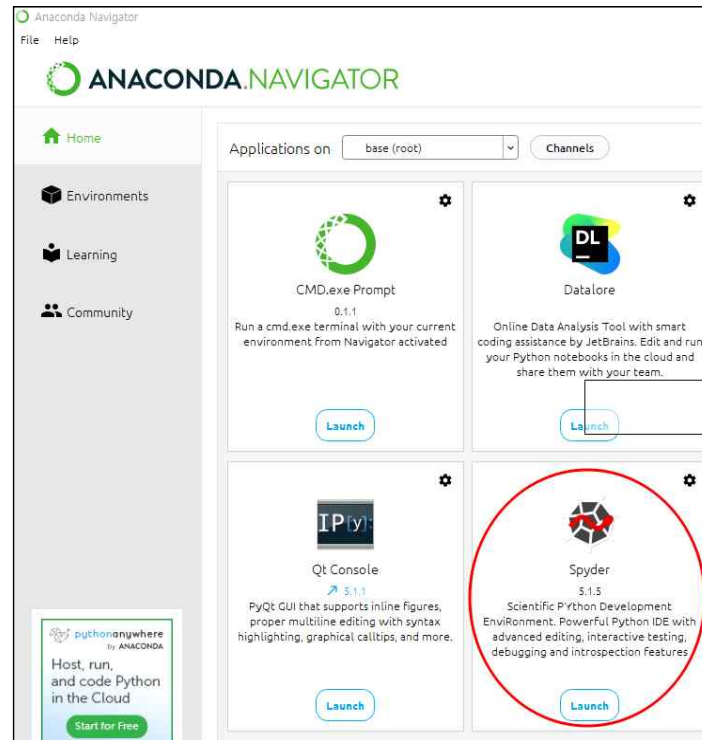 Anaconda Navigator
File Help
ANACONDA.NAVIGATOR
Home
Environments
Learning
Community
Applications on base (root) Channels
CMD.exe Prompt
0.1.1
Run a cmd.exe terminal with your current
environment from Navigator activated
Launch
DL
Datalore
Online Data Analysis Tool with smart
coding assistance by JetBrains. Edit and run
your Python notebooks in the cloud and
share them with your team.
Launch
IP[y]:
Qt Console
5.1.1
PyQt GUI that supports inline figures,
proper multiline editing with syntax
highlighting, graphical calltips, and more.
Launch
Spyder
5.1.5
Scientific PYthon Development
EnviRonment. Powerful Python IDE with
advanced editing, interactive testing,
debugging and introspection features
Launch
pythonanywhere
by ANACONDA
Host, run,
and code Python
in the Cloud
Start for Free